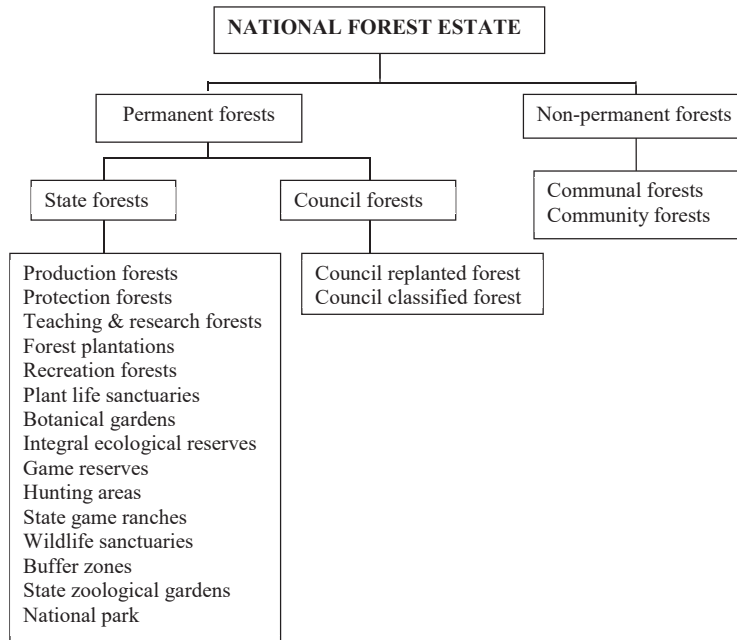 NATIONAL FOREST ESTATE
Permanent forests
Non-permanent forests
State forests
Council forests
Communal forests
Community forests
Production forests
Protection forests
Teaching & research forests
Forest plantations
Recreation forests
Plant life sanctuaries
Botanical gardens
Integral ecological reserves
Game reserves
Hunting areas
State game ranches
Wildlife sanctuaries
Buffer zones
State zoological gardens
National park
Council replanted forest
Council classified forest